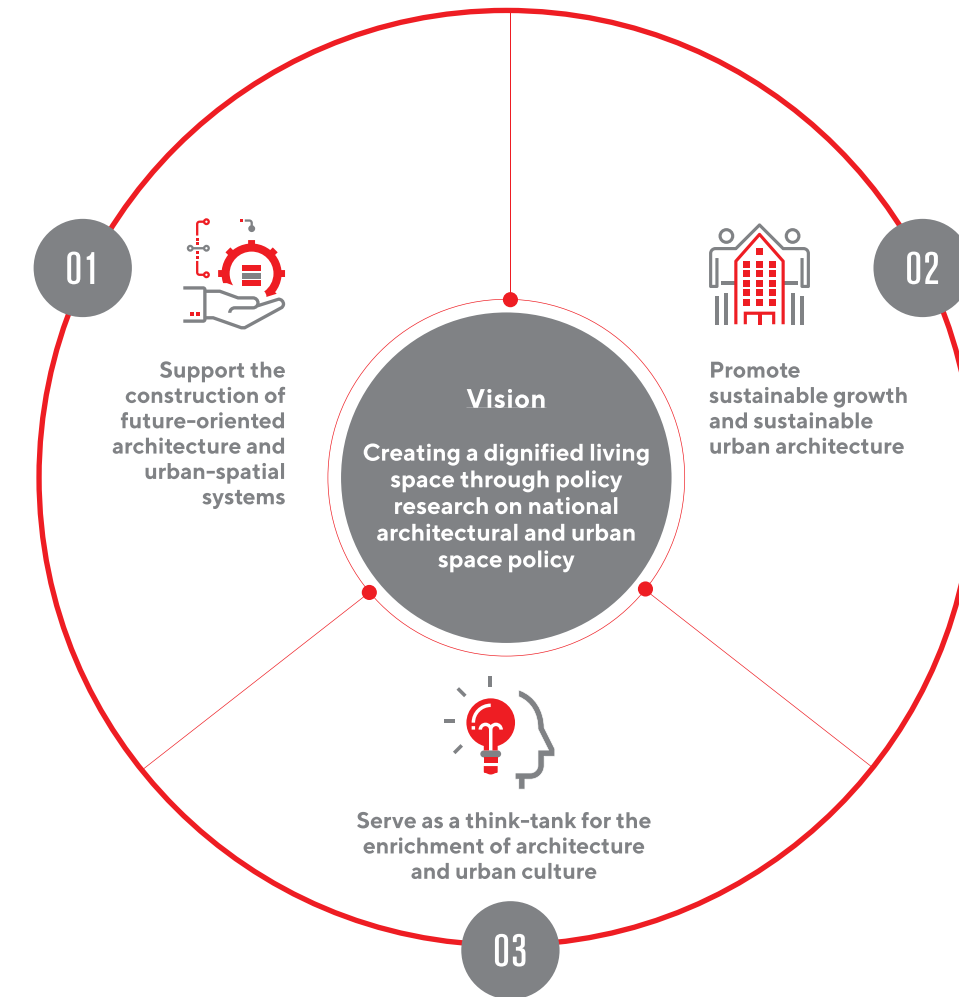 01
Support the
construction of
future-oriented
architecture and
urban-spatial
systems
02
Promote
sustainable growth
and sustainable
urban architecture
Vision
Creating a dignified living
space through policy
research on national
architectural and urban
space policy
Serve as a think-tank for the
enrichment of architecture
and urban culture
03